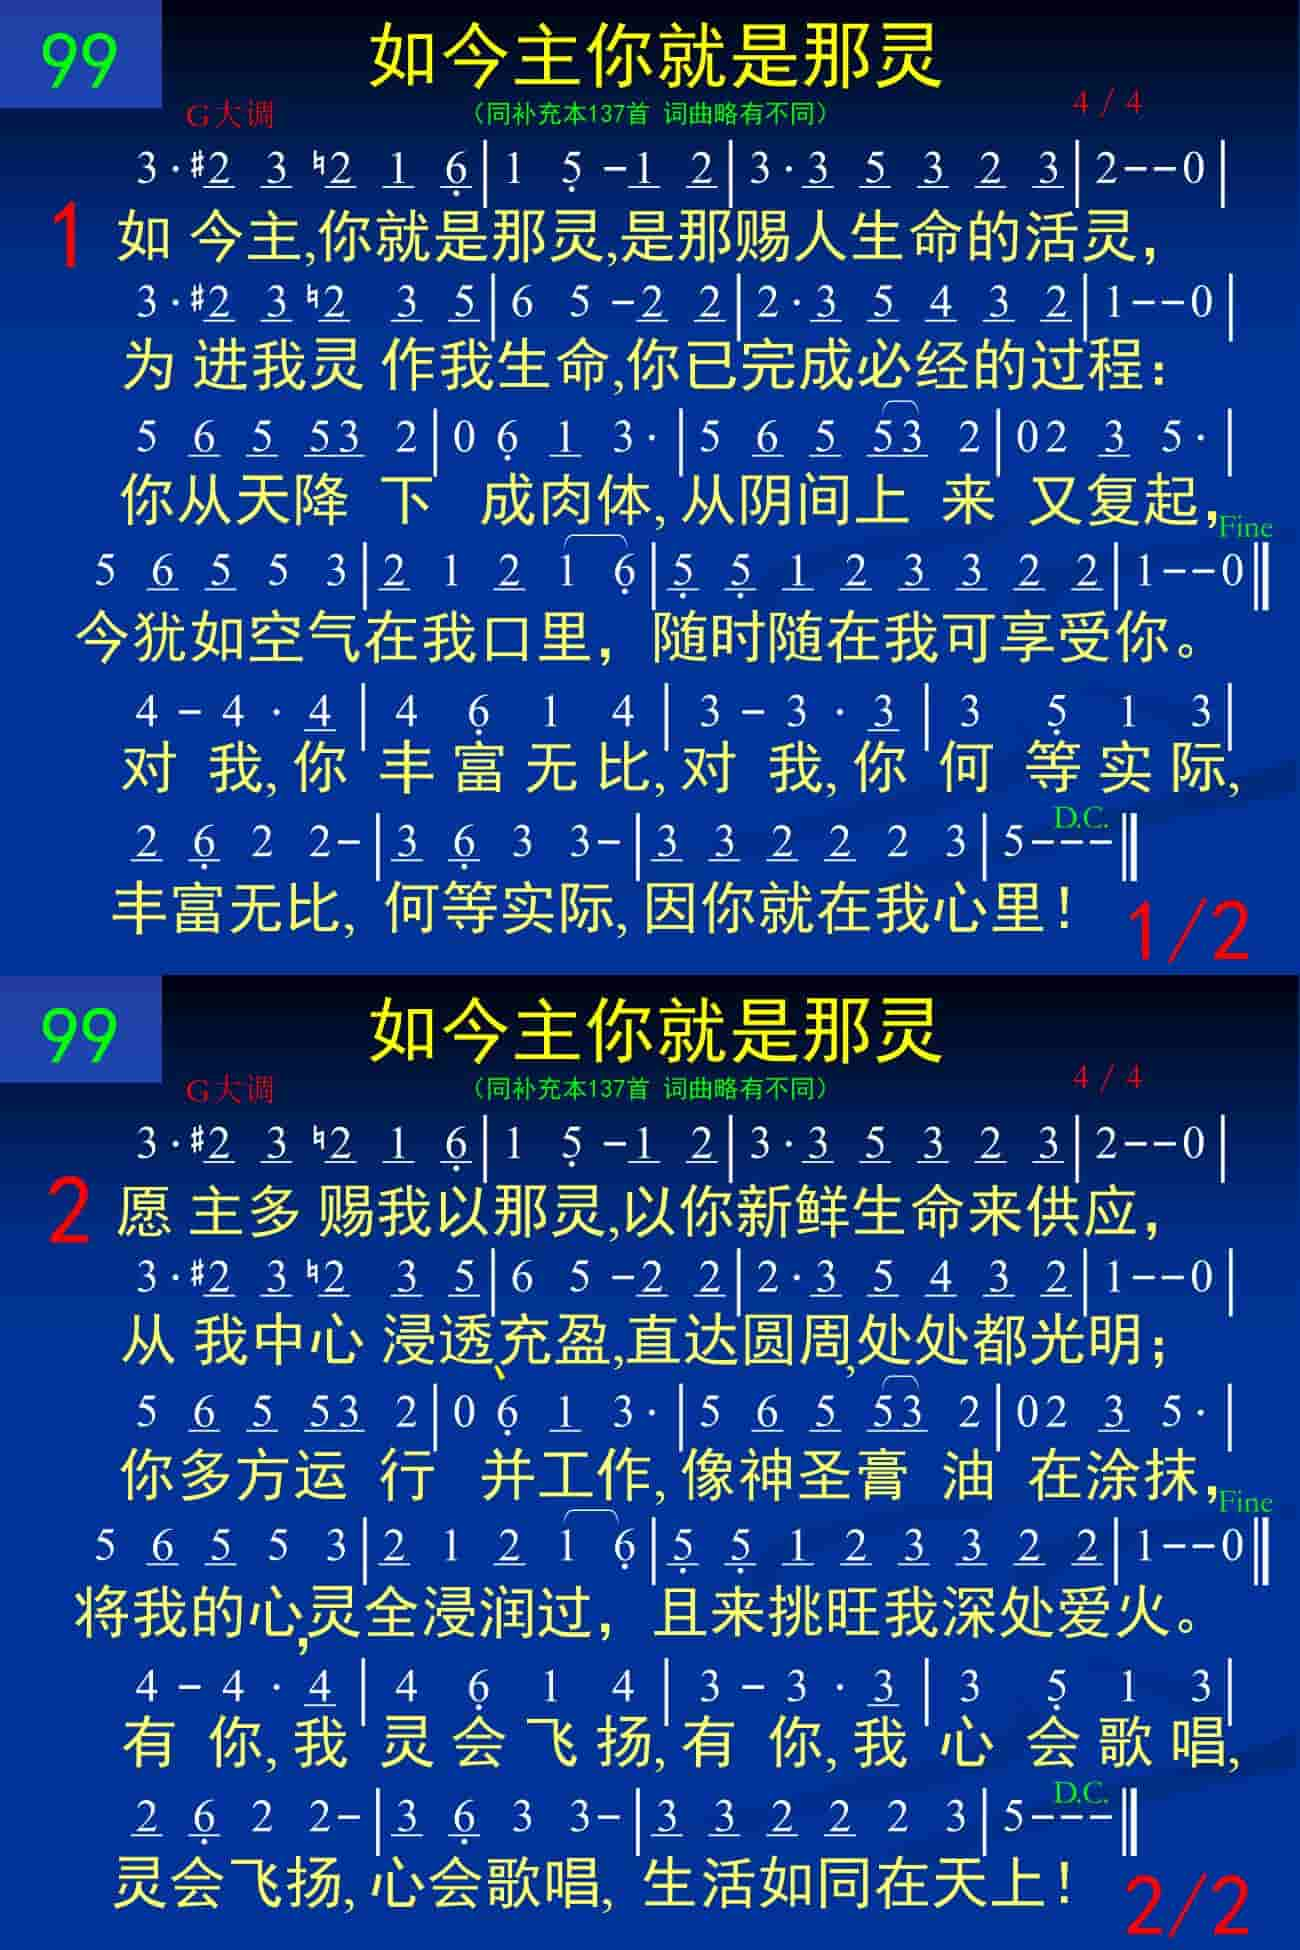 99
如今主你就是那灵
G大调
（同补充本137首 词曲略有不同）
4 / 4
3 · #2 3 ♮2 1 6̣ | 1 5̣ - 1 2 | 3 · 3 5 3 2 3 | 2 - - 0 |
1 如 今主,你就是那灵,是那赐人生命的活灵，
3 · #2 3 ♮2 3 5 | 6 5 - 2 2 | 2 · 3 5 4 3 2 | 1 - - 0 |
为 进我灵 作我生命,你已完成必经的过程：
5 6 5 53 2 | 0 6̣ 1 3 · | 5 6 5 53 2 | 02 3 5 · |
你从天降 下 成肉体, 从阴间上 来 又复起，
Fine
5 6 5 5 3 | 2 1 2 1 6̣ | 5̣ 5̣ 1 2 3 3 2 2 | 1 - - 0 ‖
今犹如空气在我口里，随时随在我可享受你。
4 - 4 · 4 | 4 6̣ 1 4 | 3 - 3 · 3 | 3 5̣ 1 3 |
对 我, 你 丰 富 无 比, 对 我, 你 何 等 实 际,
D.C.
2 6̣ 2 2 - | 3 6̣ 3 3 - | 3 3 2 2 2 3 | 5 - - - ‖
丰富无比, 何等实际, 因你就在我心里！
1/2
99
如今主你就是那灵
G大调
（同补充本137首 词曲略有不同）
4 / 4
3 · #2 3 ♮2 1 6̣ | 1 5̣ - 1 2 | 3 · 3 5 3 2 3 | 2 - - 0 |
2 愿 主多 赐我以那灵,以你新鲜生命来供应，
3 · #2 3 ♮2 3 5 | 6 5 - 2 2 | 2 · 3 5 4 3 2 | 1 - - 0 |
从 我中心 浸透、充盈,直达圆周,处处都光明；
5 6 5 53 2 | 0 6̣ 1 3 · | 5 6 5 53 2 | 02 3 5 · |
你多方运 行 并工作, 像神圣膏 油 在涂抹，
Fine
5 6 5 5 3 | 2 1 2 1 6̣ | 5̣ 5̣ 1 2 3 3 2 2 | 1 - - 0 ‖
将我的心,灵全浸润过，且来挑旺我深处爱火。
4 - 4 · 4 | 4 6̣ 1 4 | 3 - 3 · 3 | 3 5̣ 1 3 |
有 你, 我 灵 会 飞 扬, 有 你, 我 心 会 歌 唱,
D.C.
2 6̣ 2 2 - | 3 6̣ 3 3 - | 3 3 2 2 2 3 | 5 - - - ‖
灵会飞扬, 心会歌唱, 生活如同在天上！
2/2